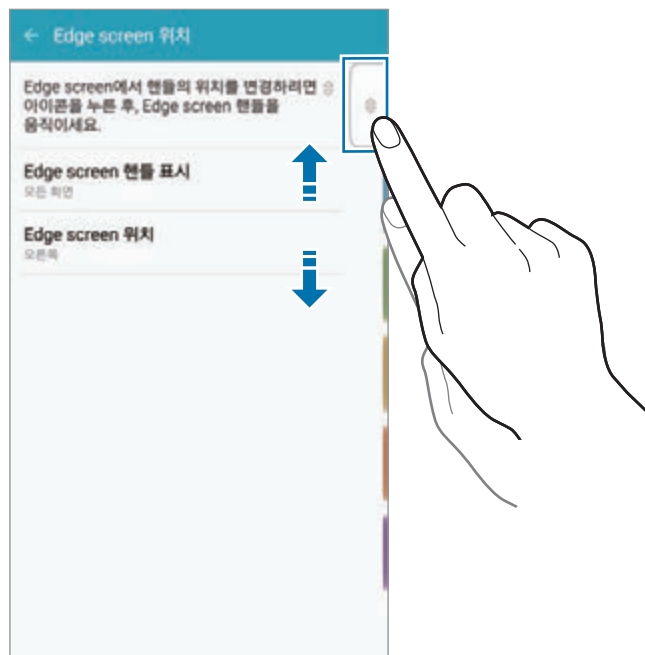 Edge screen 위치
Edge screen에서 핸들의 위치를 변경하려면
아이콘을 누른 후, Edge screen 핸들을
움직이세요.
Edge screen 핸들 표시
모든 화면
Edge screen 위치
오른쪽